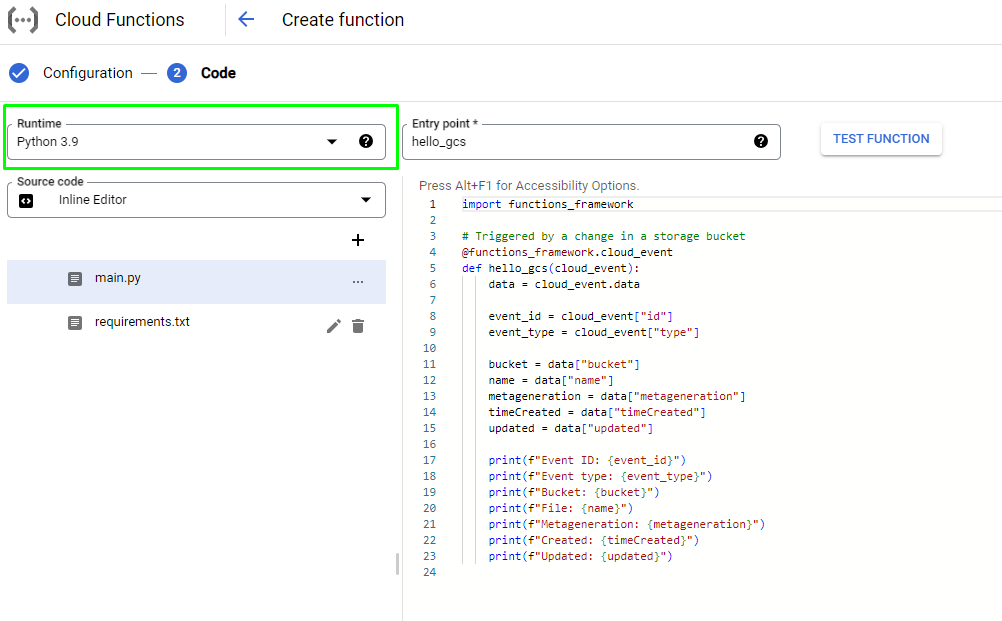 Cloud Functions
Create function
Configuration
2
Code
Runtime
Python 3.9
Entry point *
hello_gcs
TEST FUNCTION
Source code
Inline Editor
main.py
requirements.txt
Press Alt+F1 for Accessibility Options.
1 import functions_framework
2
3 # Triggered by a change in a storage bucket
4 @functions_framework.cloud_event
5 def hello_gcs(cloud_event):
6     data = cloud_event.data
7
8     event_id = cloud_event["id"]
9     event_type = cloud_event["type"]
10
11     bucket = data["bucket"]
12     name = data["name"]
13     metageneration = data["metageneration"]
14     timeCreated = data["timeCreated"]
15     updated = data["updated"]
16
17     print(f"Event ID: {event_id}")
18     print(f"Event type: {event_type}")
19     print(f"Bucket: {bucket}")
20     print(f"File: {name}")
21     print(f"Metageneration: {metageneration}")
22     print(f"Created: {timeCreated}")
23     print(f"Updated: {updated}")
24